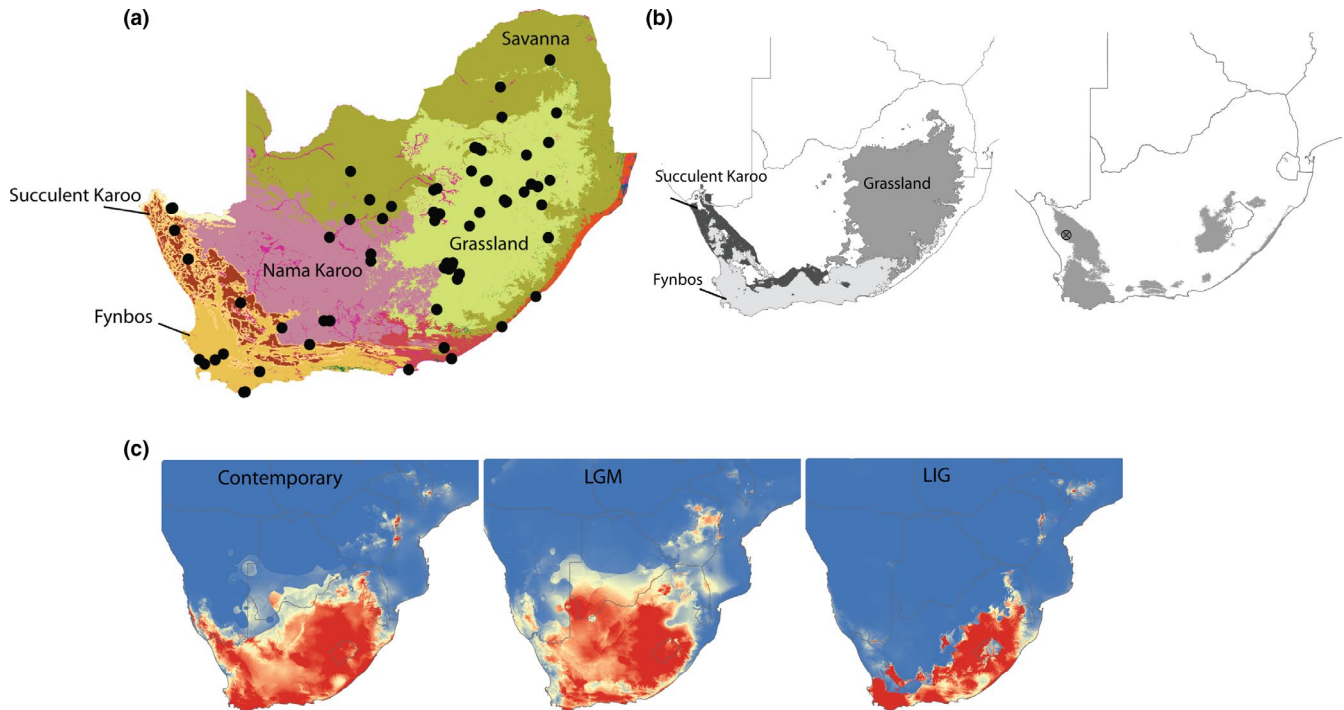 (a)
Savanna
Succulent Karoo
Nama Karoo
Grassland
Fynbos
(b)
Succulent Karoo
Grassland
Fynbos
(c)
Contemporary
LGM
LIG